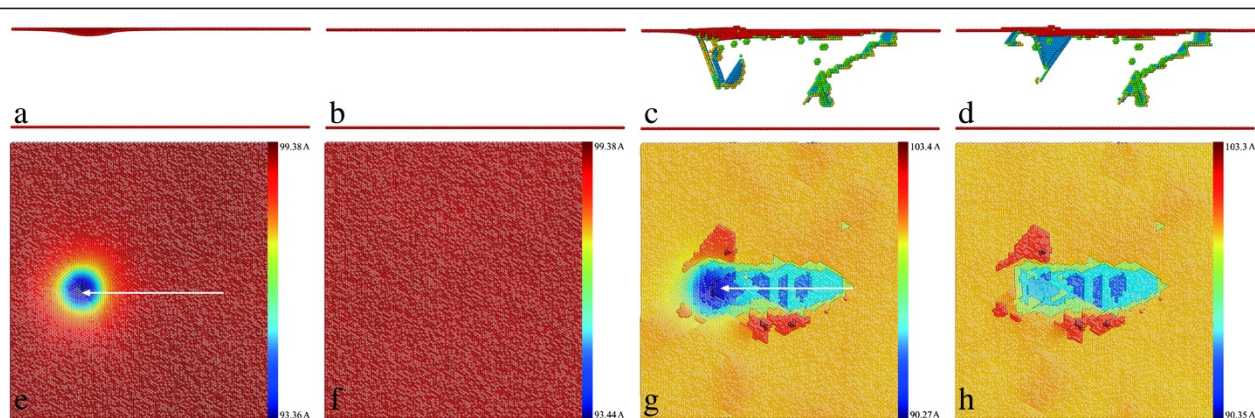 a
b
c
d
99.38 A
99.38 A
103.4 A
103.3 A
e
93.36 A
f
93.44 A
g
90.27 A
h
90.35 A